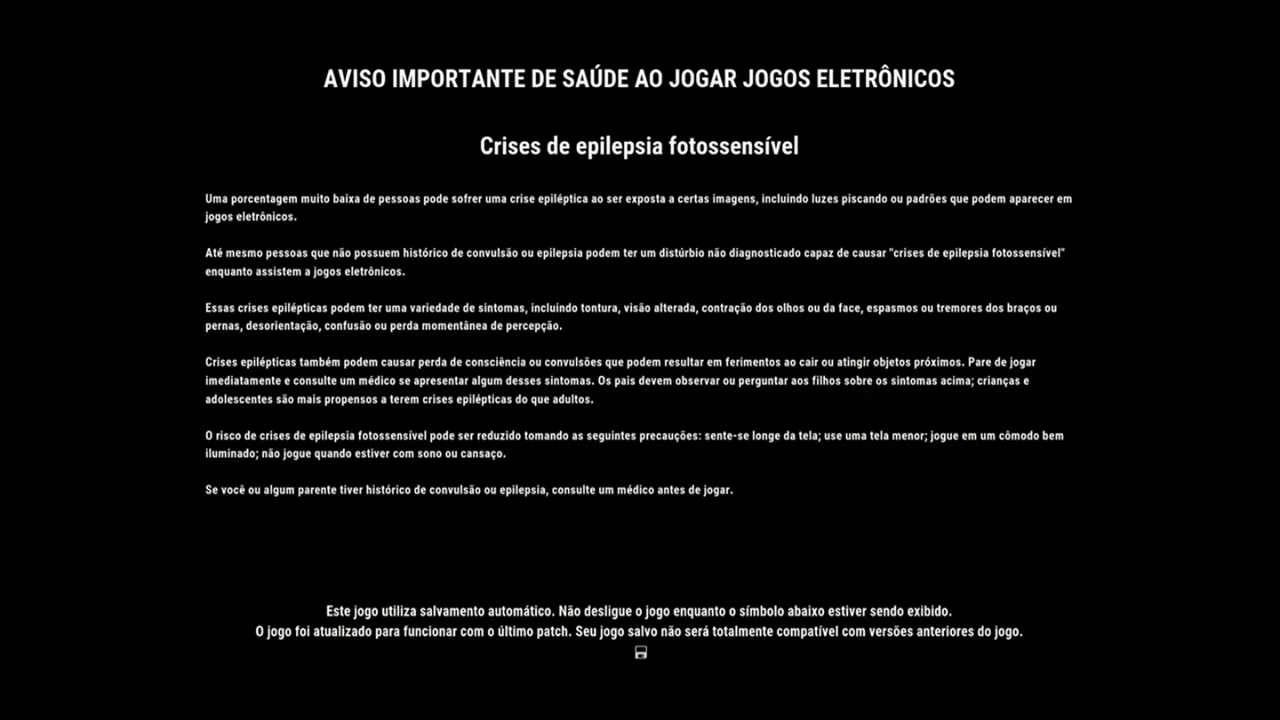 AVISO IMPORTANTE DE SAÚDE AO JOGAR JOGOS ELETRÔNICOS
Crises de epilepsia fotossensível
Uma porcentagem muito baixa de pessoas pode sofrer uma crise epiléptica ao ser exposta a certas imagens, incluindo luzes piscando ou padrões que podem aparecer em
jogos eletrônicos.
Até mesmo pessoas que não possuem histórico de convulsão ou epilepsia podem ter um distúrbio não diagnosticado capaz de causar "crises de epilepsia fotossensível"
enquanto assistem a jogos eletrônicos.
Essas crises epilépticas podem ter uma variedade de sintomas, incluindo tontura, visão alterada, contração dos olhos ou da face, espasmos ou tremores dos braços ou
pernas, desorientação, confusão ou perda momentânea de percepção.
Crises epilépticas também podem causar perda de consciência ou convulsões que podem resultar em ferimentos ao cair ou atingir objetos próximos. Pare de jogar
imediatamente e consulte um médico se apresentar algum desses sintomas. Os pais devem observar ou perguntar aos filhos sobre os sintomas acima; crianças e
adolescentes são mais propensos a terem crises epilépticas do que adultos.
O risco de crises de epilepsia fotossensível pode ser reduzido tomando as seguintes precauções: sente-se longe da tela; use uma tela menor; jogue em um cômodo bem
iluminado; não jogue quando estiver com sono ou cansaço.
Se você ou algum parente tiver histórico de convulsão ou epilepsia, consulte um médico antes de jogar.
Este jogo utiliza salvamento automático. Não desligue o jogo enquanto o símbolo abaixo estiver sendo exibido.
O jogo foi atualizado para funcionar com o último patch. Seu jogo salvo não será totalmente compatível com versões anteriores do jogo.